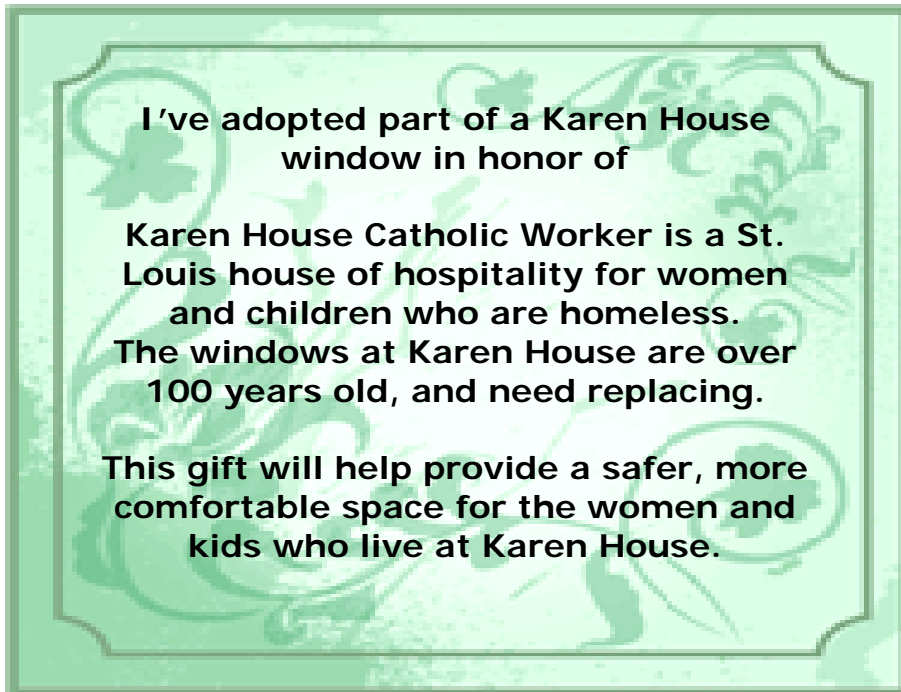 I've adopted part of a Karen House
window in honor of
Karen House Catholic Worker is a St.
Louis house of hospitality for women
and children who are homeless.
The windows at Karen House are over
100 years old, and need replacing.
This gift will help provide a safer, more
comfortable space for the women and
kids who live at Karen House.